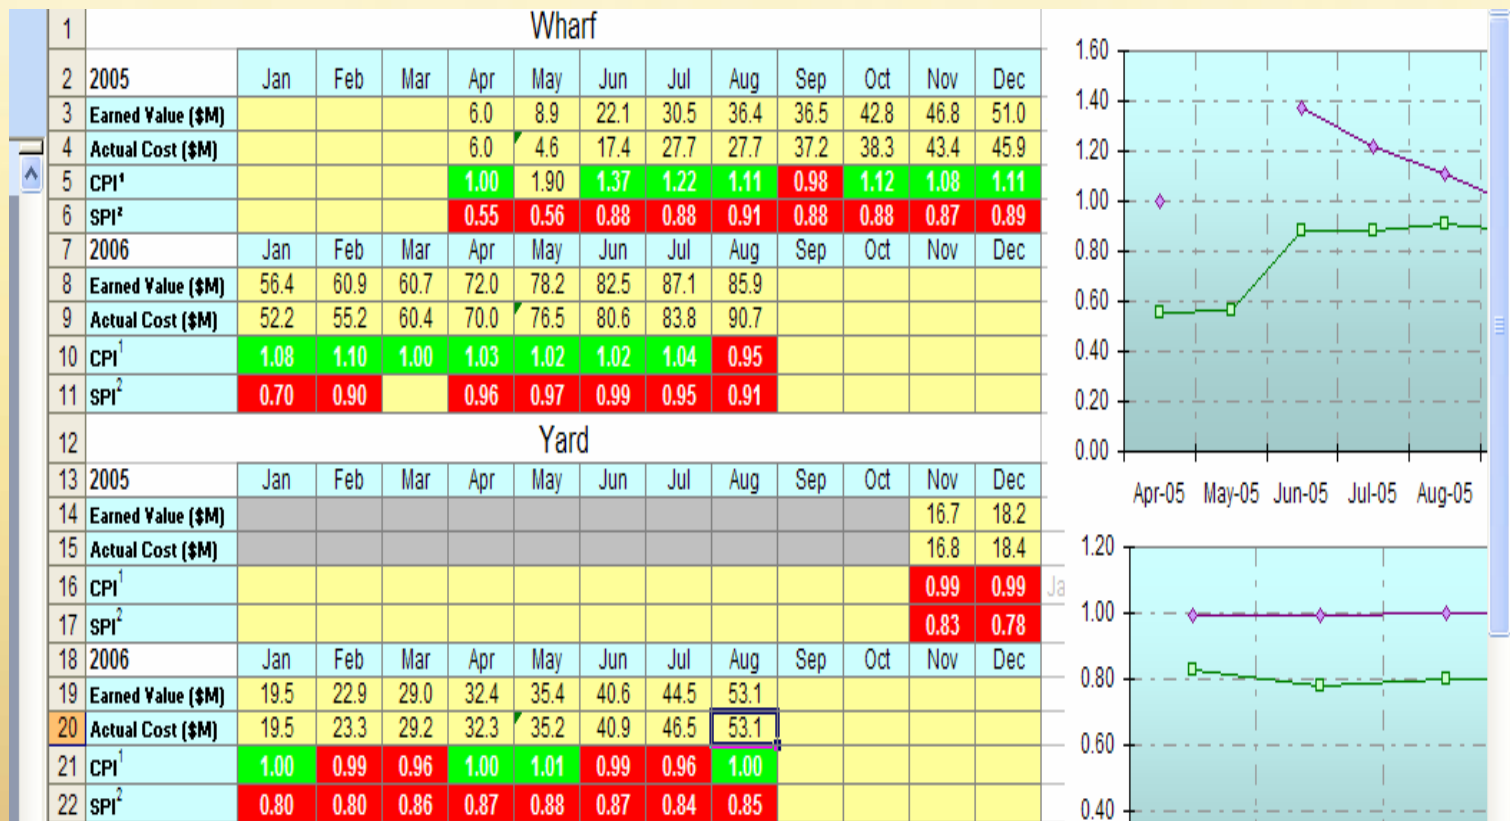 1 Wharf
2 2005 Jan Feb Mar Apr May Jun Jul Aug Sep Oct Nov Dec
3 Earned Value ($M) 6.0 8.9 22.1 30.5 36.4 36.5 42.8 46.8 51.0
4 Actual Cost ($M) 6.0 4.6 17.4 27.7 27.7 37.2 38.3 43.4 45.9
5 CPI¹ 1.00 1.90 1.37 1.22 1.11 0.98 1.12 1.08 1.11
6 SPI² 0.55 0.56 0.88 0.88 0.91 0.88 0.88 0.87 0.89
7 2006 Jan Feb Mar Apr May Jun Jul Aug Sep Oct Nov Dec
8 Earned Value ($M) 56.4 60.9 60.7 72.0 78.2 82.5 87.1 85.9
9 Actual Cost ($M) 52.2 55.2 60.4 70.0 76.5 80.6 83.8 90.7
10 CPI¹ 1.08 1.10 1.00 1.03 1.02 1.02 1.04 0.95
11 SPI² 0.70 0.90 0.96 0.97 0.99 0.95 0.91
12 Yard
13 2005 Jan Feb Mar Apr May Jun Jul Aug Sep Oct Nov Dec
14 Earned Value ($M) 16.7 18.2
15 Actual Cost ($M) 16.8 18.4
16 CPI¹ 0.99 0.99 Ja
17 SPI² 0.83 0.78
18 2006 Jan Feb Mar Apr May Jun Jul Aug Sep Oct Nov Dec
19 Earned Value ($M) 19.5 22.9 29.0 32.4 35.4 40.6 44.5 53.1
20 Actual Cost ($M) 19.5 23.3 29.2 32.3 35.2 40.9 46.5 53.1
21 CPI¹ 1.00 0.99 0.96 1.00 1.01 0.99 0.96 1.00
22 SPI² 0.80 0.80 0.86 0.87 0.88 0.87 0.84 0.85
1.60
1.40
1.20
1.00
0.80
0.60
0.40
0.20
0.00
Apr-05 May-05 Jun-05 Jul-05 Aug-05
1.20
1.00
0.80
0.60
0.40